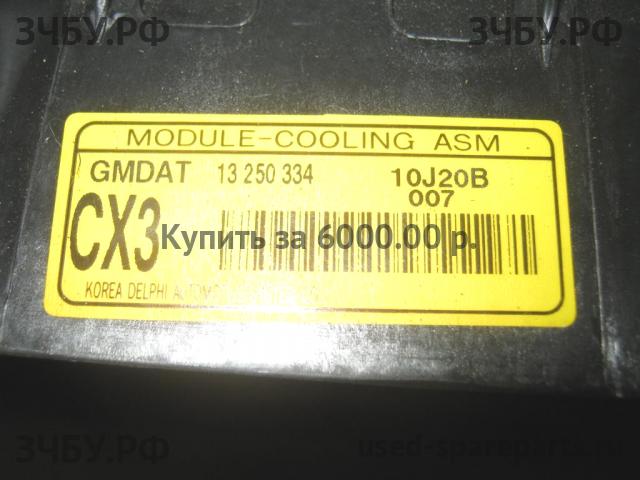 ЗЧБУ.РФ ЗЧБУ.РФ
MODULE-COOLING ASM
GMDAT 13 250 334 10J20B
007
CX3
Купить за 6000.00 р.
KOREA DELPHI
ЗЧБУ.РФ used-spareparts.ru